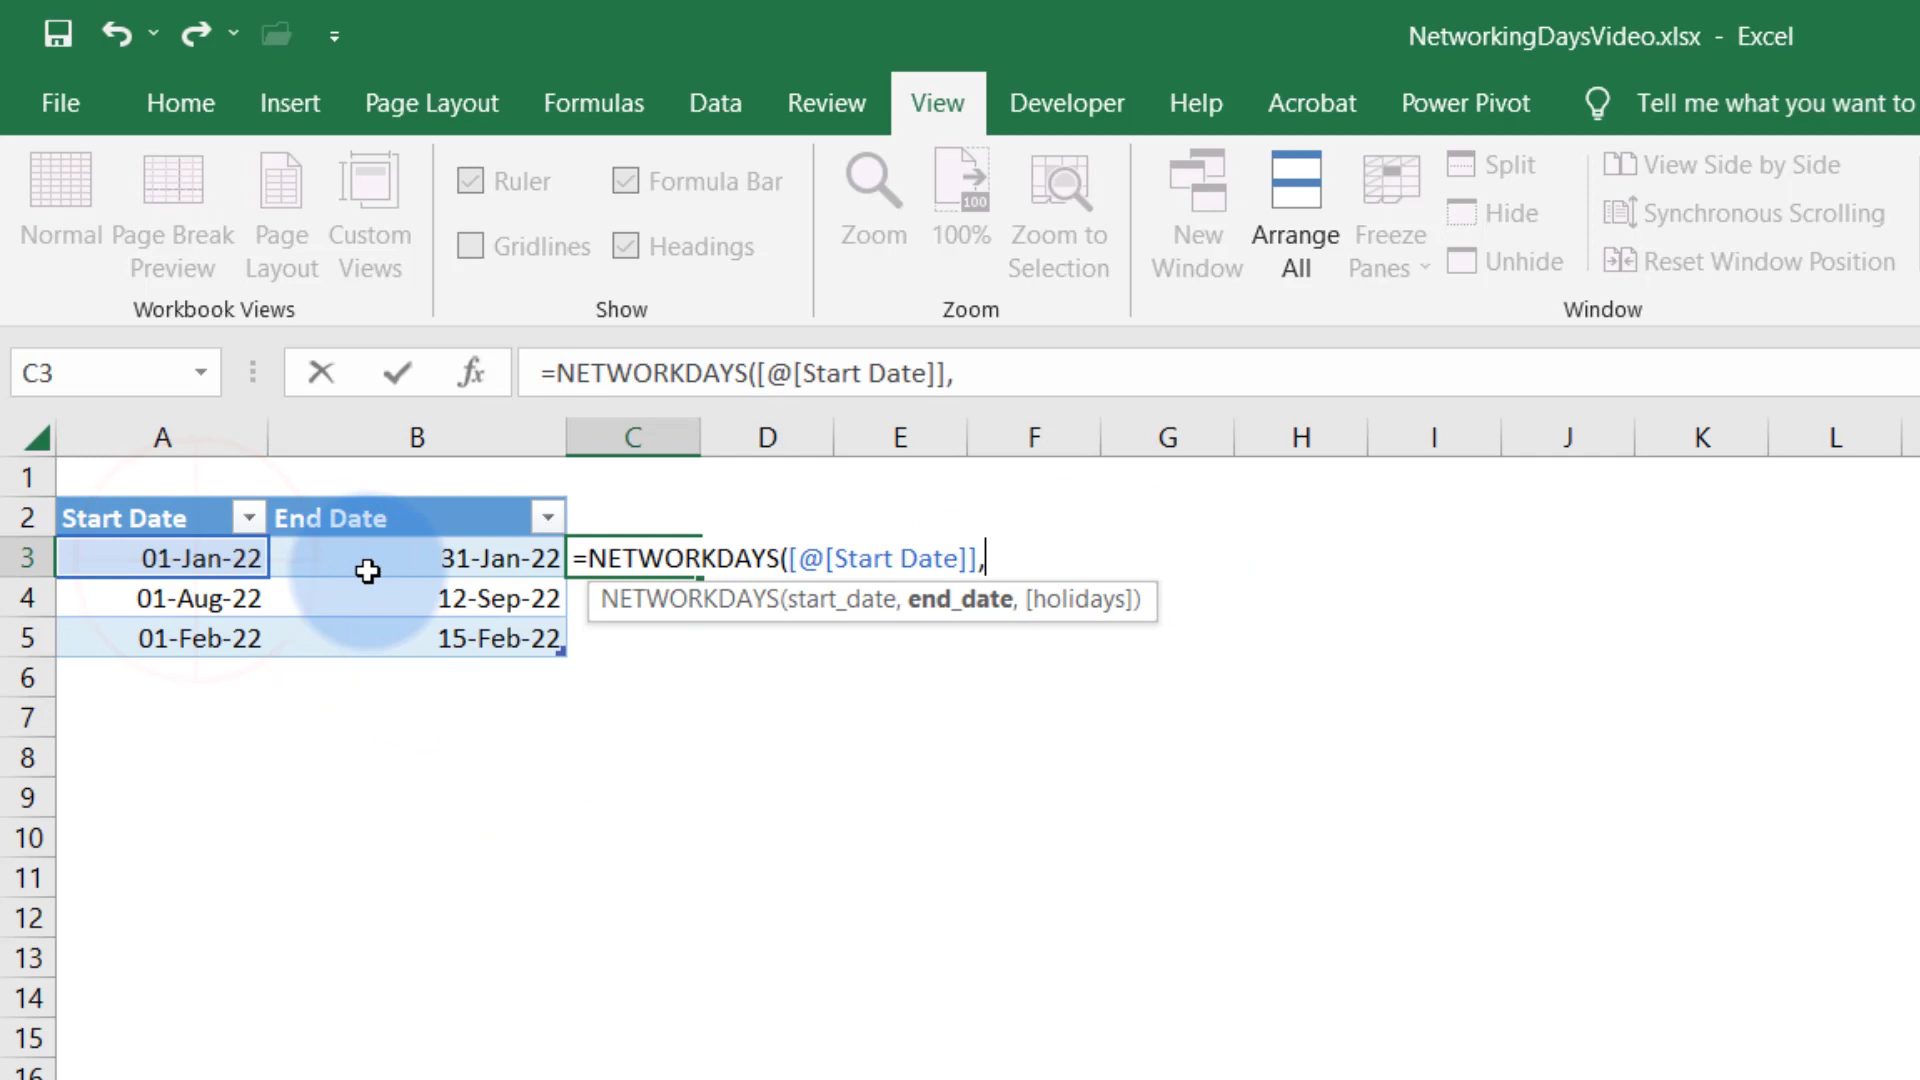 NetworkingDaysVideo.xlsx - Excel
File Home Insert Page Layout Formulas Data Review View Developer Help Acrobat Power Pivot Tell me what you want to
Normal
Page Break Preview
Page Layout
Custom Views
Workbook Views
Ruler
Formula Bar
Gridlines
Headings
Show
Zoom
100%
100
Zoom to Selection
Zoom
New Window
Arrange All
Freeze Panes
Split
Hide
Unhide
View Side by Side
Synchronous Scrolling
Reset Window Position
Window
C3 fx =NETWORKDAYS([@[Start Date]],
A B C D E F G H I J K L
1
2 Start Date End Date
3 01-Jan-22 31-Jan-22 =NETWORKDAYS([@[Start Date]],
NETWORKDAYS(start_date, end_date, [holidays])
4 01-Aug-22 12-Sep-22
5 01-Feb-22 15-Feb-22
6
7
8
9
10
11
12
13
14
15
16